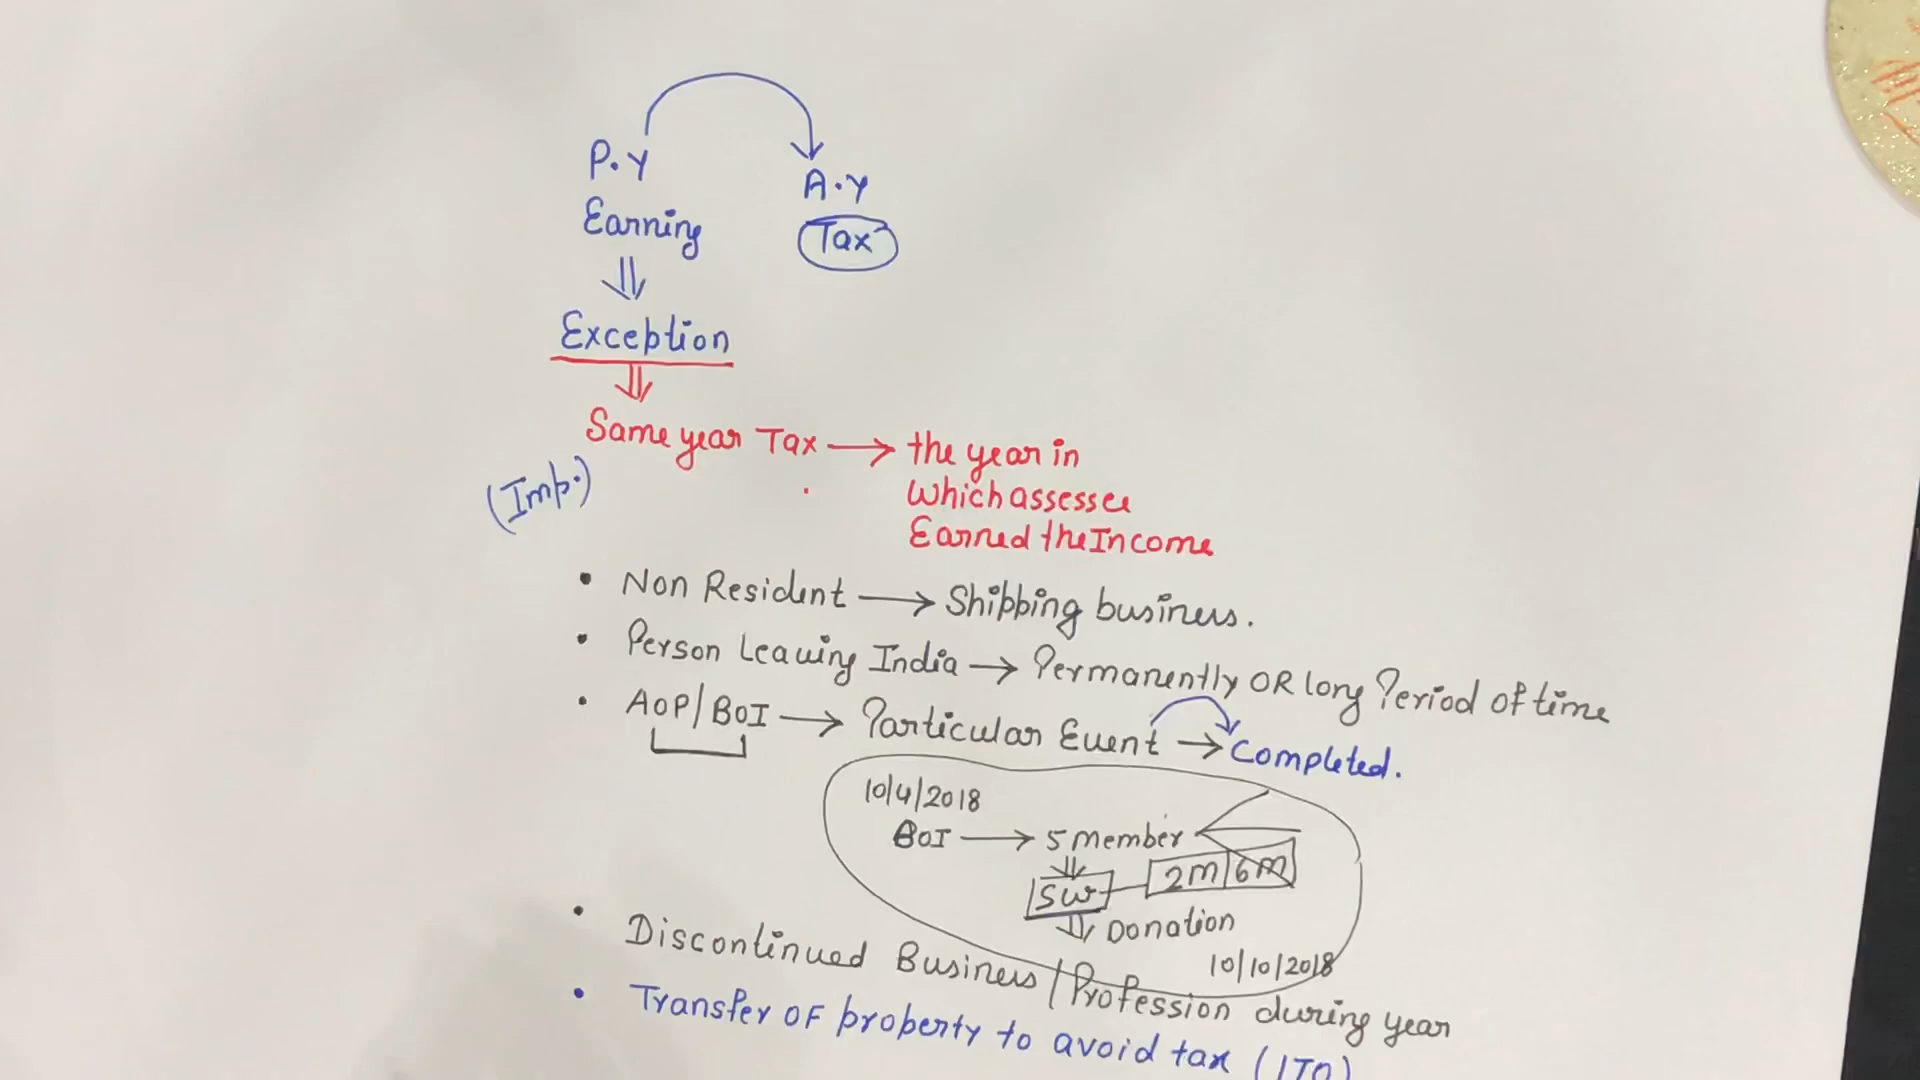 P.Y
A.Y
Earning
Tax
Exception
Same year Tax → the year in
which assessee
Earned the Income
(Imp.)
• Non Resident → Shipping business.
• Person Leaving India → Permanently OR long Period of time
• AOP/BOI → Particular Event → Completed.
10/4/2018
BOI → 5 member
2M 6M
SW
Donation
10/10/2018
• Discontinued Business/Profession during year
• Transfer OF property to avoid tax (ITO)